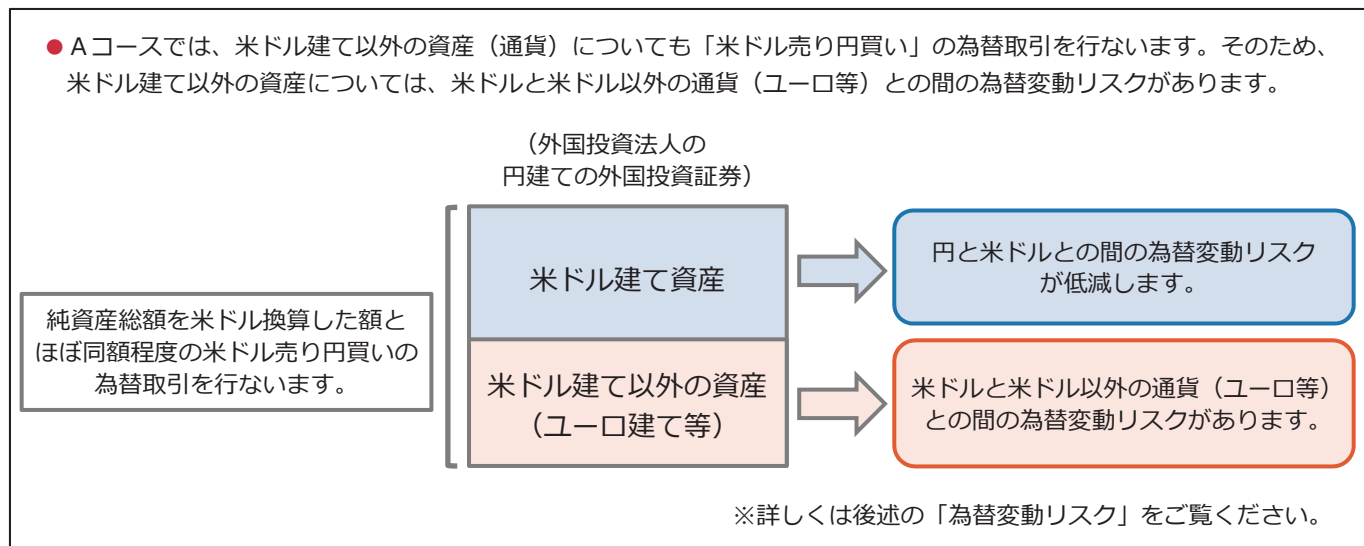 ● Aコースでは、米ドル建て以外の資産(通貨)についても「米ドル売り円買い」の為替取引を行ないます。そのため、
米ドル建て以外の資産については、米ドルと米ドル以外の通貨(ユーロ等)との間の為替変動リスクがあります。
(外国投資法人の
円建ての外国投資証券)
純資産総額を米ドル換算した額と
ほぼ同額程度の米ドル売り円買いの
為替取引を行ないます。
米ドル建て資産
円と米ドルとの間の為替変動リスク
が低減します。
米ドル建て以外の資産
(ユーロ建て等)
米ドルと米ドル以外の通貨(ユーロ等)
との間の為替変動リスクがあります。
※詳しくは後述の「為替変動リスク」をご覧ください。